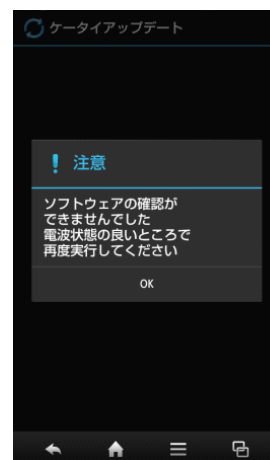 ケータイアップデート
! 注意
ソフトウェアの確認が
できませんでした
電波状態の良いところで
再度実行してください
OK